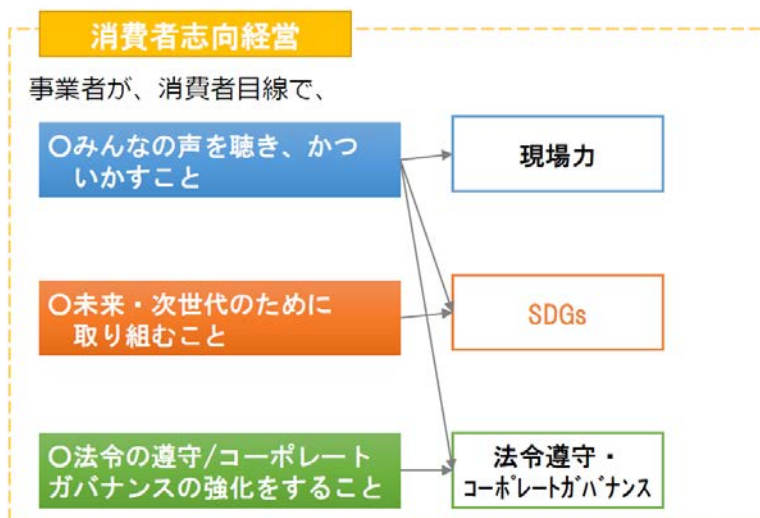 消費者志向経営
事業者が、消費者目線で、
〇みんなの声を聴き、かつ
いかすこと
現場力
〇未来・次世代のために
取り組むこと
SDGs
〇法令の遵守/コーポレート
ガバナンスの強化をすること
法令遵守・
ｺｰﾎﾟﾚｰﾄｶﾞﾊﾞﾅﾝｽ